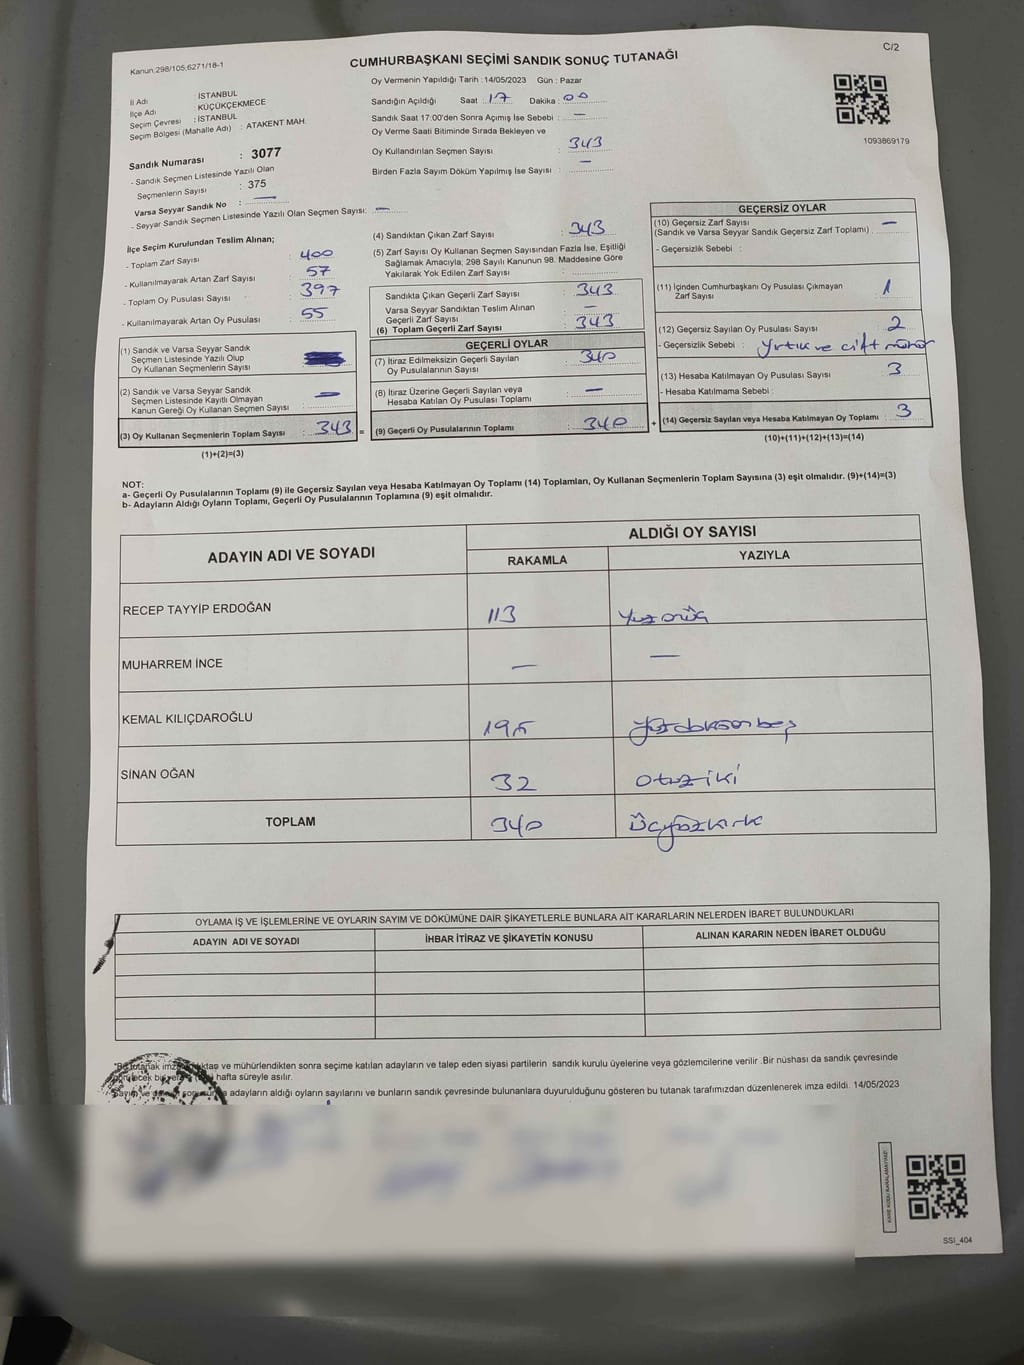 Kanun:298/105,6271/18-1
CUMHURBAŞKANI SEÇİMİ SANDIK SONUÇ TUTANAĞI
C/2
Oy Vermenin Yapıldığı Tarih : 14/05/2023 Gün : Pazar
İl Adı : İSTANBUL
İlçe Adı : KÜÇÜKÇEKMECE
Seçim Çevresi : İSTANBUL
Seçim Bölgesi (Mahalle Adı) : ATAKENT MAH.
Sandığın Açıldığı Saat : 17 Dakika : 00
Sandık Saat 17:00'den Sonra Açımış İse Sebebi : —
Oy Verme Saati Bitiminde Sırada Bekleyen ve
Oy Kullandırılan Seçmen Sayısı : 343
Birden Fazla Sayım Döküm Yapılmış İse Sayısı : —
1093869179
Sandık Numarası : 3077
- Sandık Seçmen Listesinde Yazılı Olan
Seçmenlerin Sayısı : 375
Varsa Seyyar Sandık No : —
- Seyyar Sandık Seçmen Listesinde Yazılı Olan Seçmen Sayısı: —
İlçe Seçim Kurulundan Teslim Alınan;
- Toplam Zarf Sayısı : 400
- Kullanılmayarak Artan Zarf Sayısı : 57
- Toplam Oy Pusulası Sayısı : 397
- Kullanılmayarak Artan Oy Pusulası : 55
(1) Sandık ve Varsa Seyyar Sandık
Seçmen Listesinde Yazılı Olup
Oy Kullanan Seçmenlerin Sayısı
(2) Sandık ve Varsa Seyyar Sandık
Seçmen Listesinde Kayıtlı Olmayan
Kanun Gereği Oy Kullanan Seçmen Sayısı : —
(3) Oy Kullanan Seçmenlerin Toplam Sayısı : 343 =
(1)+(2)=(3)
(4) Sandıktan Çıkan Zarf Sayısı : 343
(5) Zarf Sayısı Oy Kullanan Seçmen Sayısından Fazla İse, Eşitliği
Sağlamak Amacıyla; 298 Sayılı Kanunun 98. Maddesine Göre
Yakılarak Yok Edilen Zarf Sayısı :
Sandıkta Çıkan Geçerli Zarf Sayısı : 343
Varsa Seyyar Sandıktan Teslim Alınan
Geçerli Zarf Sayısı : —
(6) Toplam Geçerli Zarf Sayısı : 343
GEÇERLİ OYLAR
(7) İtiraz Edilmeksizin Geçerli Sayılan
Oy Pusulalarının Sayısı : 340
(8) İtiraz Üzerine Geçerli Sayılan veya
Hesaba Katılan Oy Pusulası Toplamı : —
(9) Geçerli Oy Pusulalarının Toplamı : 340 +
GEÇERSİZ OYLAR
(10) Geçersiz Zarf Sayısı
(Sandık ve Varsa Seyyar Sandık Geçersiz Zarf Toplamı) : —
- Geçersizlik Sebebi :
(11) İçinden Cumhurbaşkanı Oy Pusulası Çıkmayan
Zarf Sayısı : 1
(12) Geçersiz Sayılan Oy Pusulası Sayısı : 2
- Geçersizlik Sebebi : yırtık ve çift mühür
(13) Hesaba Katılmayan Oy Pusulası Sayısı : 3
- Hesaba Katılmama Sebebi :
(14) Geçersiz Sayılan veya Hesaba Katılmayan Oy Toplamı : 3
(10)+(11)+(12)+(13)=(14)
NOT:
a- Geçerli Oy Pusulalarının Toplamı (9) ile Geçersiz Sayılan veya Hesaba Katılmayan Oy Toplamı (14) Toplamları, Oy Kullanan Seçmenlerin Toplam Sayısına (3) eşit olmalıdır. (9)+(14)=(3)
b- Adayların Aldığı Oyların Toplamı, Geçerli Oy Pusulalarının Toplamına (9) eşit olmalıdır.
ADAYIN ADI VE SOYADI
ALDIĞI OY SAYISI
RAKAMLA YAZIYLA
RECEP TAYYİP ERDOĞAN 113 yüzonüç
MUHARREM İNCE — —
KEMAL KILIÇDAROĞLU 195 yüzdoksanbeş
SİNAN OĞAN 32 otuziki
TOPLAM 340 üçyüzkırk
OYLAMA İŞ VE İŞLEMLERİNE VE OYLARIN SAYIM VE DÖKÜMÜNE DAİR ŞİKAYETLERLE BUNLARA AİT KARARLARIN NELERDEN İBARET BULUNDUKLARI
ADAYIN ADI VE SOYADI İHBAR İTİRAZ VE ŞİKAYETİN KONUSU ALINAN KARARIN NEDEN İBARET OLDUĞU
ve mühürlendikten sonra seçime katılan adayların ve talep eden siyasi partilerin sandık kurulu üyelerine veya gözlemcilerine verilir. Bir nüshası da sandık çevresinde
hafta süreyle asılır.
adayların aldığı oyların sayılarını ve bunların sandık çevresinde bulunanlara duyurulduğunu gösteren bu tutanak tarafımızdan düzenlenerek imza edildi. 14/05/2023
KARE KODU KARALAMAYINIZ!
SSI_404